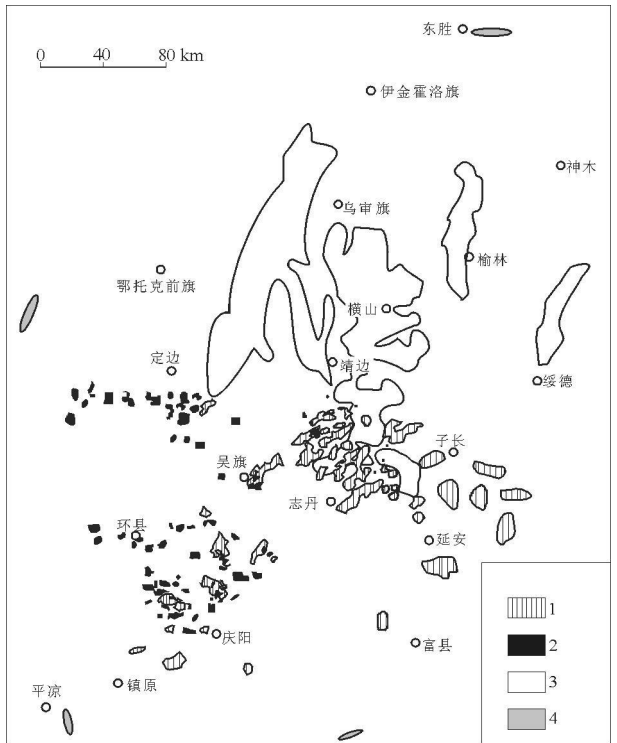 东胜
0 40 80 km
伊金霍洛旗
神木
乌审旗
榆林
鄂托克前旗
横山
定边
靖边
绥德
子长
吴旗
志丹
环县
延安
1
庆阳
富县
2
3
平凉
镇原
4